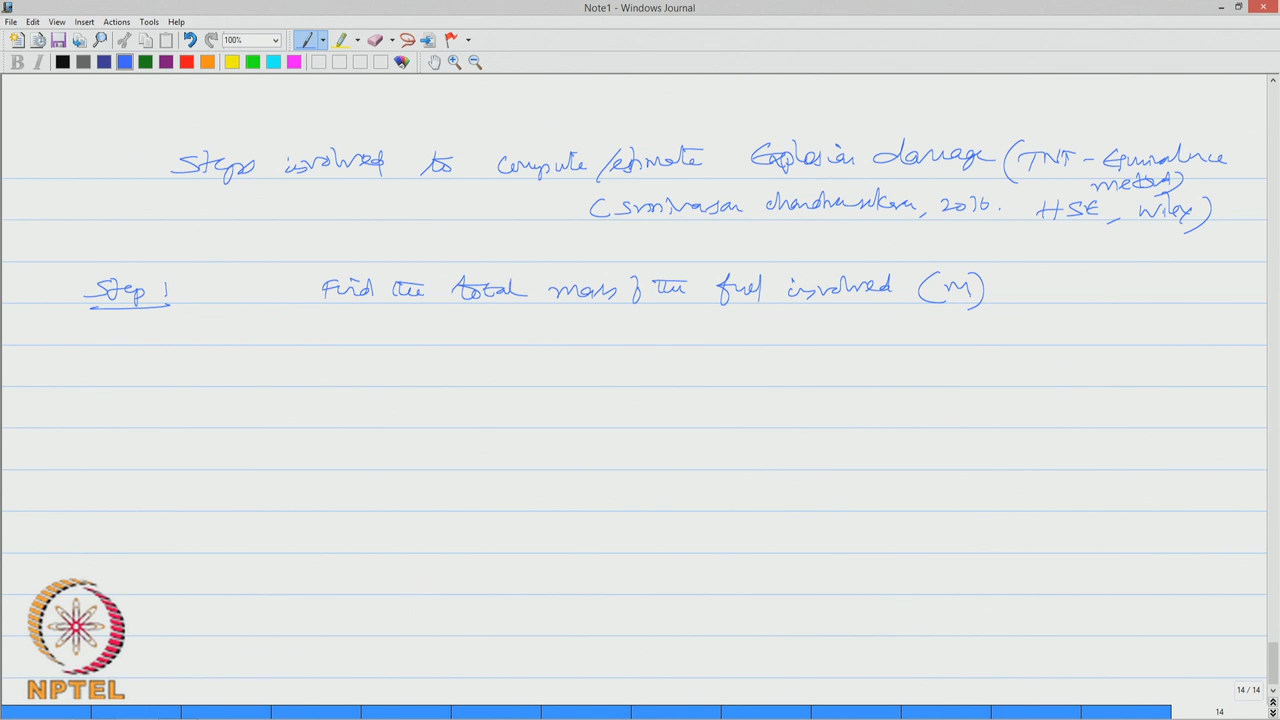 Note1 - Windows Journal
File Edit View Insert Actions Tools Help
100%
B I
Steps involved to compute/estimate Explosion damage (TNT - Equivalence
method)
(Srinivasan Chandrasekaran, 2016. HSE, Wiley)
Step 1 Find the total mass of the fuel involved (m)
NPTEL
14 / 14
14